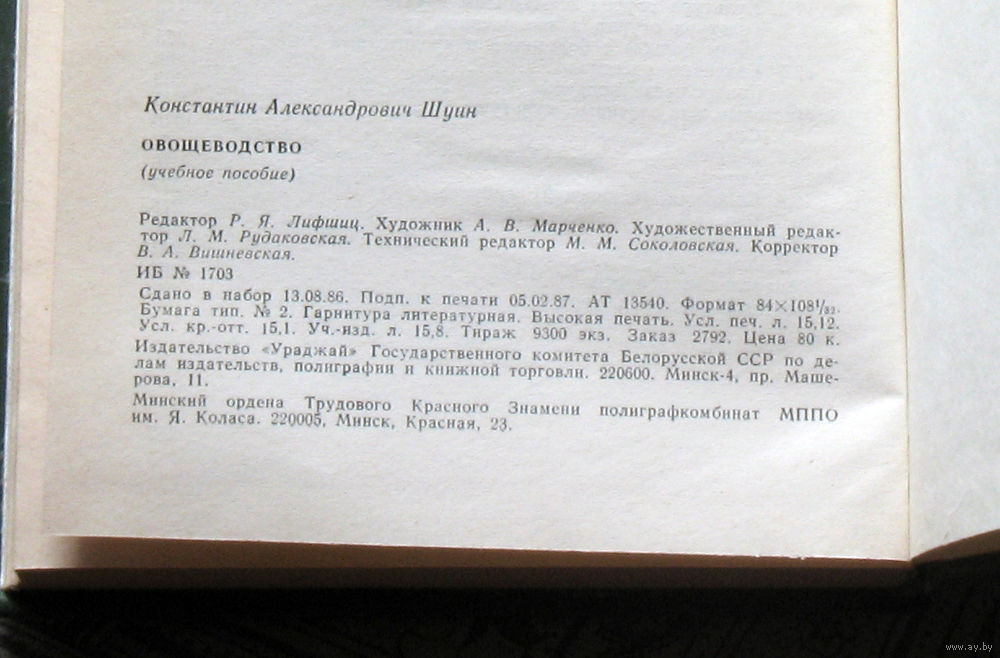 Константин Александрович Шуин
ОВОЩЕВОДСТВО
(учебное пособие)
Редактор Р. Я. Лифшиц. Художник А. В. Марченко. Художественный редак-
тор Л. М. Рудаковская. Технический редактор М. М. Соколовская. Корректор
В. А. Вишневская.
ИБ № 1703
Сдано в набор 13.08.86. Подп. к печати 05.02.87. АТ 13540. Формат 84×108¹/₃₂.
Бумага тип. № 2. Гарнитура литературная. Высокая печать. Усл. печ. л. 15,12.
Усл. кр.-отт. 15,1. Уч.-изд. л. 15,8. Тираж 9300 экз. Заказ 2792. Цена 80 к.
Издательство «Ураджай» Государственного комитета Белорусской ССР по де-
лам издательств, полиграфии и книжной торговли. 220600. Минск-4, пр. Маше-
рова, 11.
Минский ордена Трудового Красного Знамени полиграфкомбинат МППО
им. Я. Коласа. 220005, Минск, Красная, 23.
www.ay.by